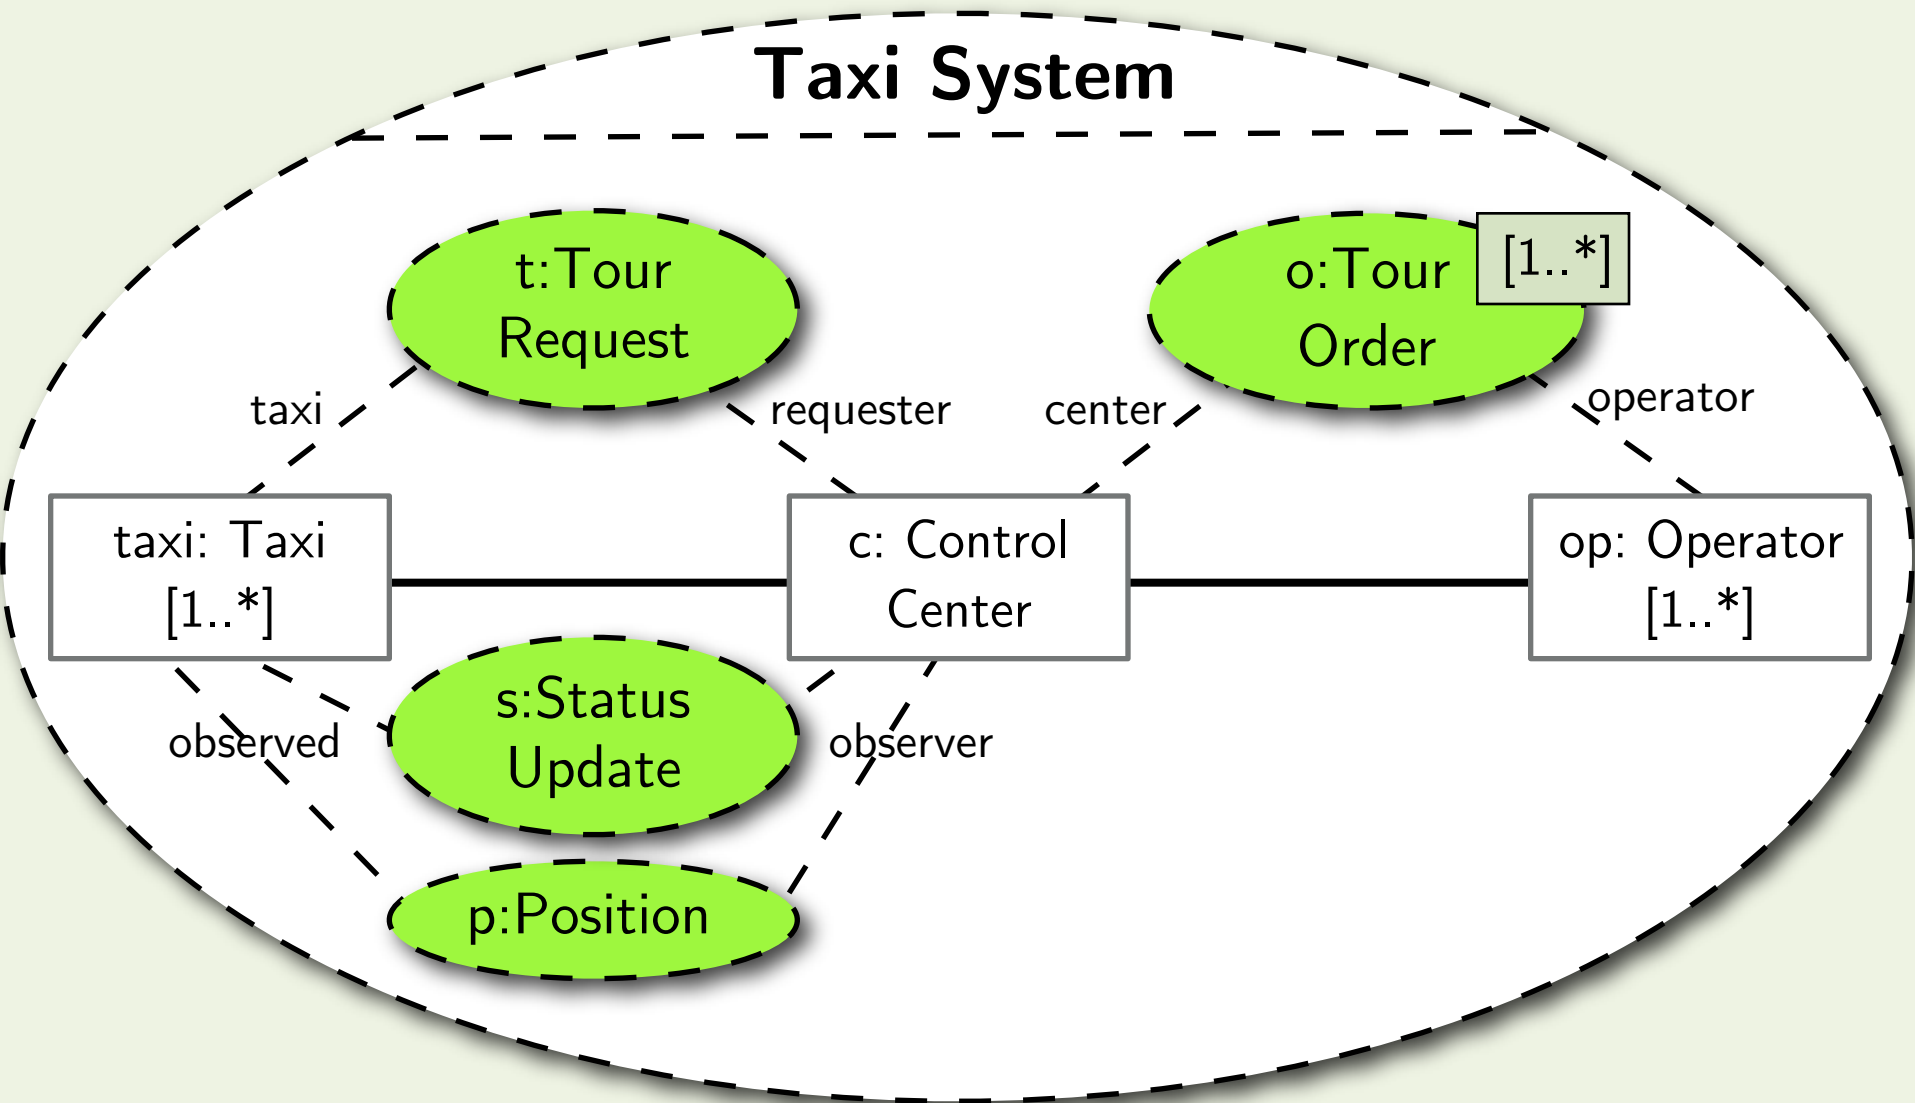 Taxi System
t:Tour
Request
o:Tour
Order
[1..*]
taxi
requester
center
operator
taxi: Taxi
[1..*]
c: Control
Center
op: Operator
[1..*]
s:Status
Update
observed
observer
p:Position